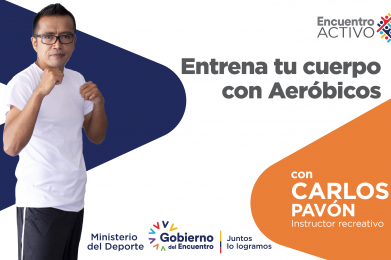 Encuentro
ACTIVO
Entrena tu cuerpo
con Aeróbicos
con
CARLOS
PAVÓN
Instructor recreativo
Ministerio
del Deporte
Gobierno
del Encuentro
Juntos
lo logramos